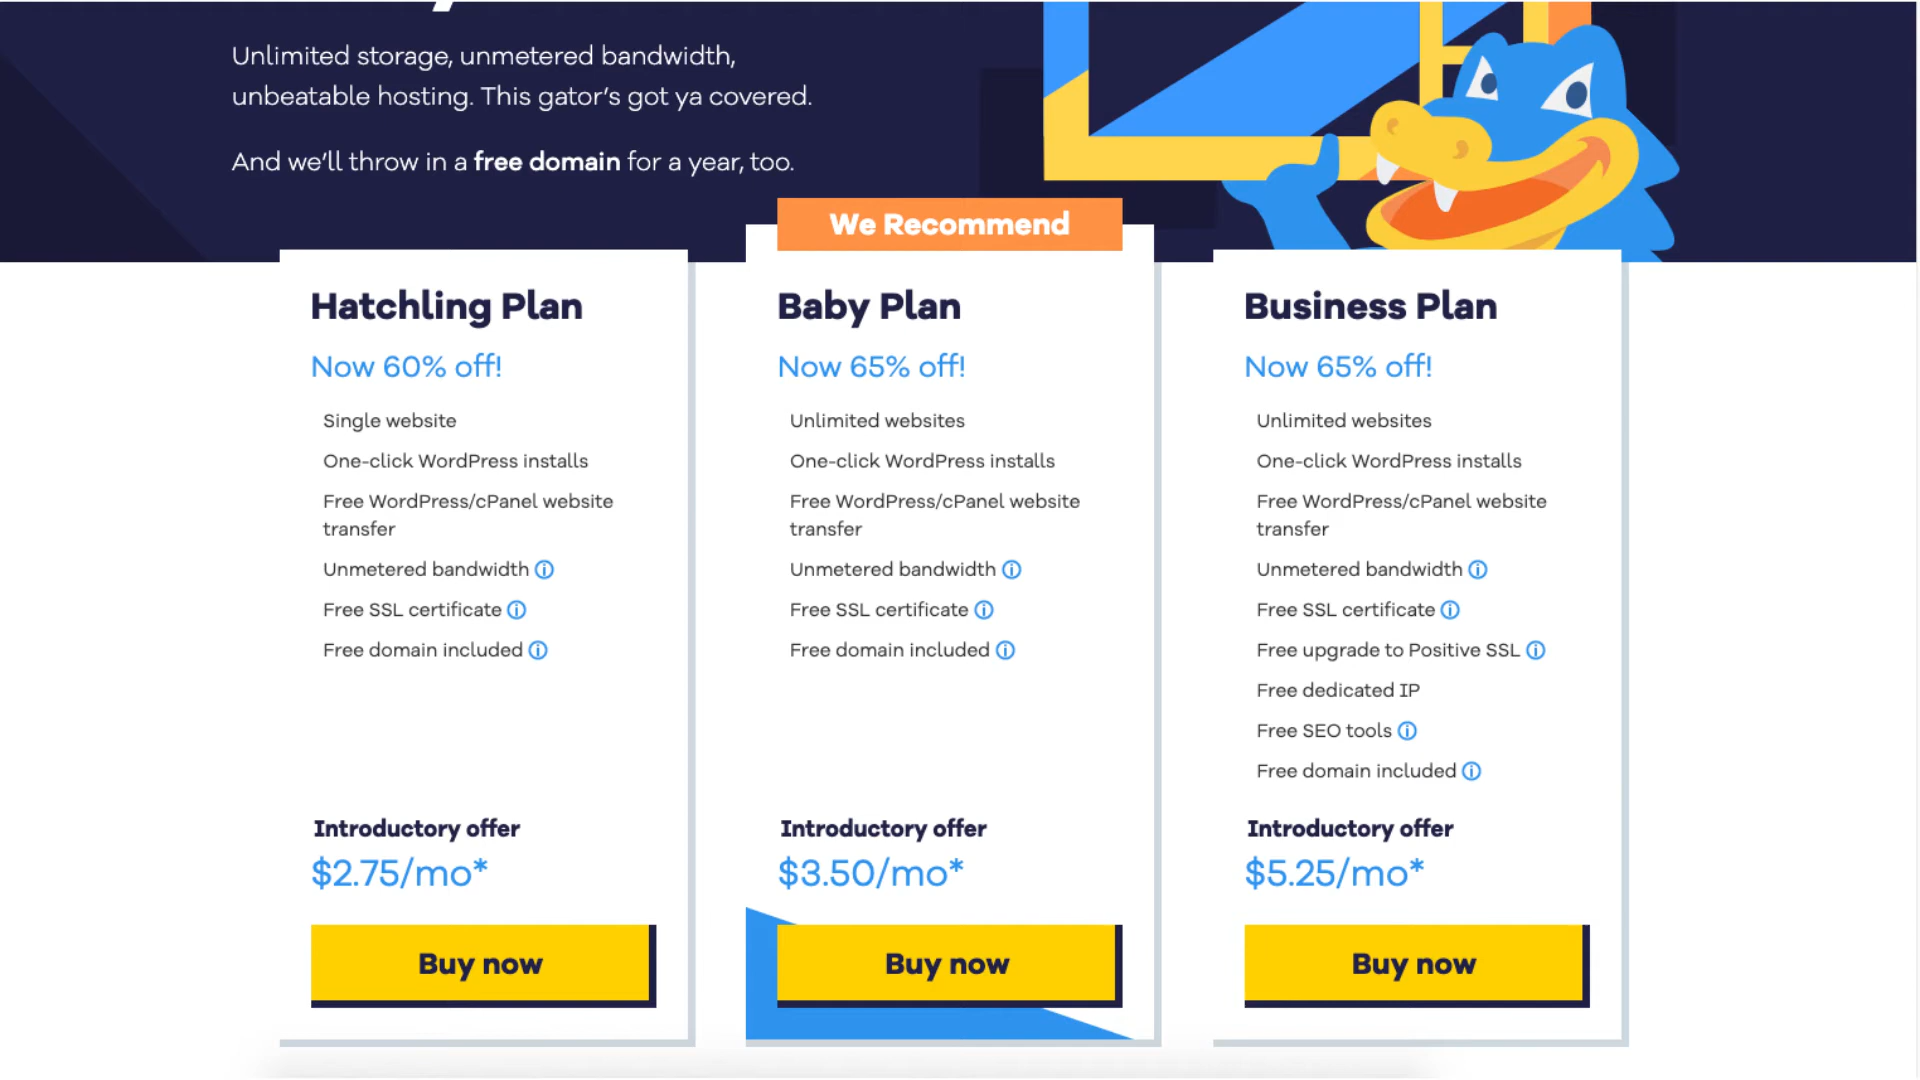 Unlimited storage, unmetered bandwidth,
unbeatable hosting. This gator's got ya covered.
And we'll throw in a free domain for a year, too.
We Recommend
Hatchling Plan
Now 60% off!
Single website
One-click WordPress installs
Free WordPress/cPanel website
transfer
Unmetered bandwidth
Free SSL certificate
Free domain included
Introductory offer
$2.75/mo*
Buy now
Baby Plan
Now 65% off!
Unlimited websites
One-click WordPress installs
Free WordPress/cPanel website
transfer
Unmetered bandwidth
Free SSL certificate
Free domain included
Introductory offer
$3.50/mo*
Buy now
Business Plan
Now 65% off!
Unlimited websites
One-click WordPress installs
Free WordPress/cPanel website
transfer
Unmetered bandwidth
Free SSL certificate
Free upgrade to Positive SSL
Free dedicated IP
Free SEO tools
Free domain included
Introductory offer
$5.25/mo*
Buy now